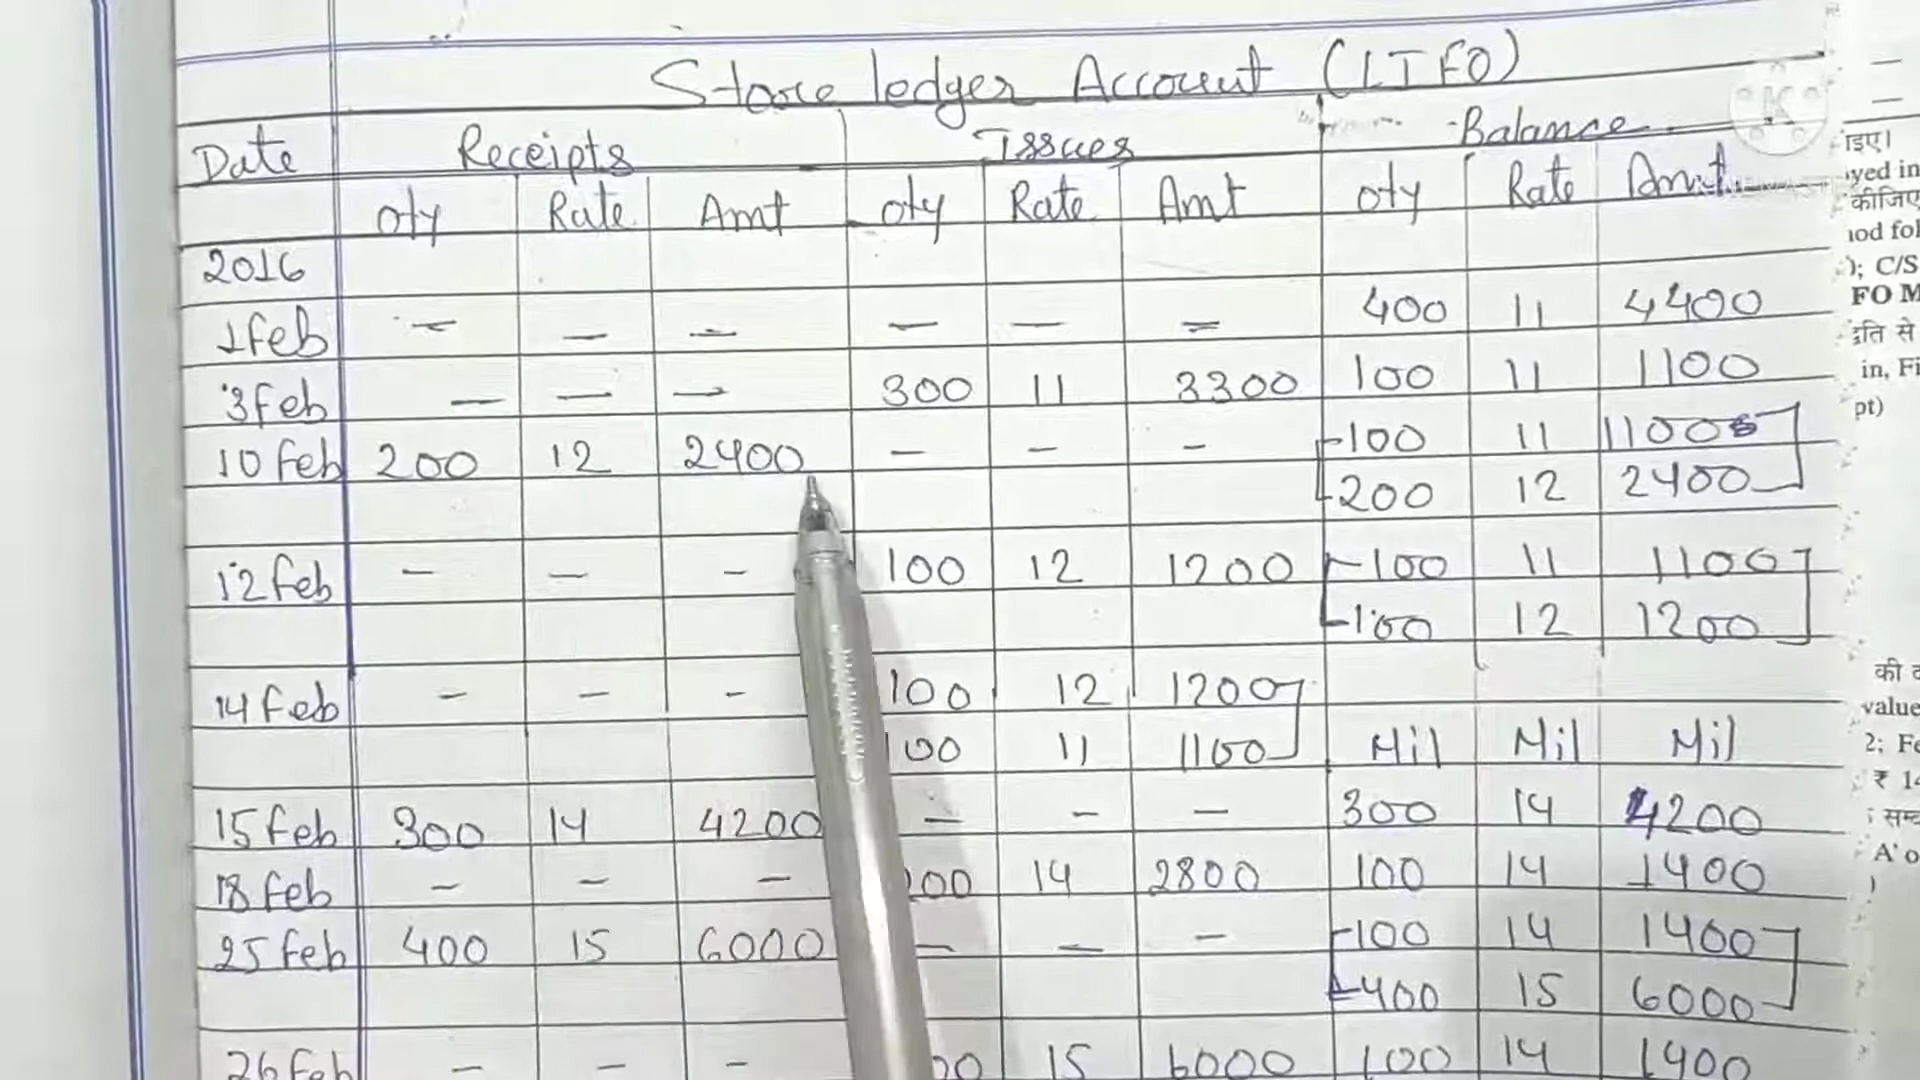 Store ledger Account (LIFO)
Date Receipts Issues Balance
Qty Rate Amt Qty Rate Amt Qty Rate Amt
2016
1 Feb — — — — — — 400 11 4400
3 Feb — — — 300 11 3300 100 11 1100
10 Feb 200 12 2400 — — — 100 11 1100
200 12 2400
12 Feb — — — 100 12 1200 100 11 1100
100 12 1200
14 Feb — — — 100 12 1200
100 11 1100 Nil Nil Nil
15 Feb 300 14 4200 — — — 300 14 4200
18 Feb — — — 200 14 2800 100 14 1400
25 Feb 400 15 6000 — — — 100 14 1400
400 15 6000
26 Feb — — — 15 6000 100 14 1400
K
yed in
कीजिए
); C/S
FO M
in, Fi
pt)
की
value
2; Fe
₹ 14
A' o